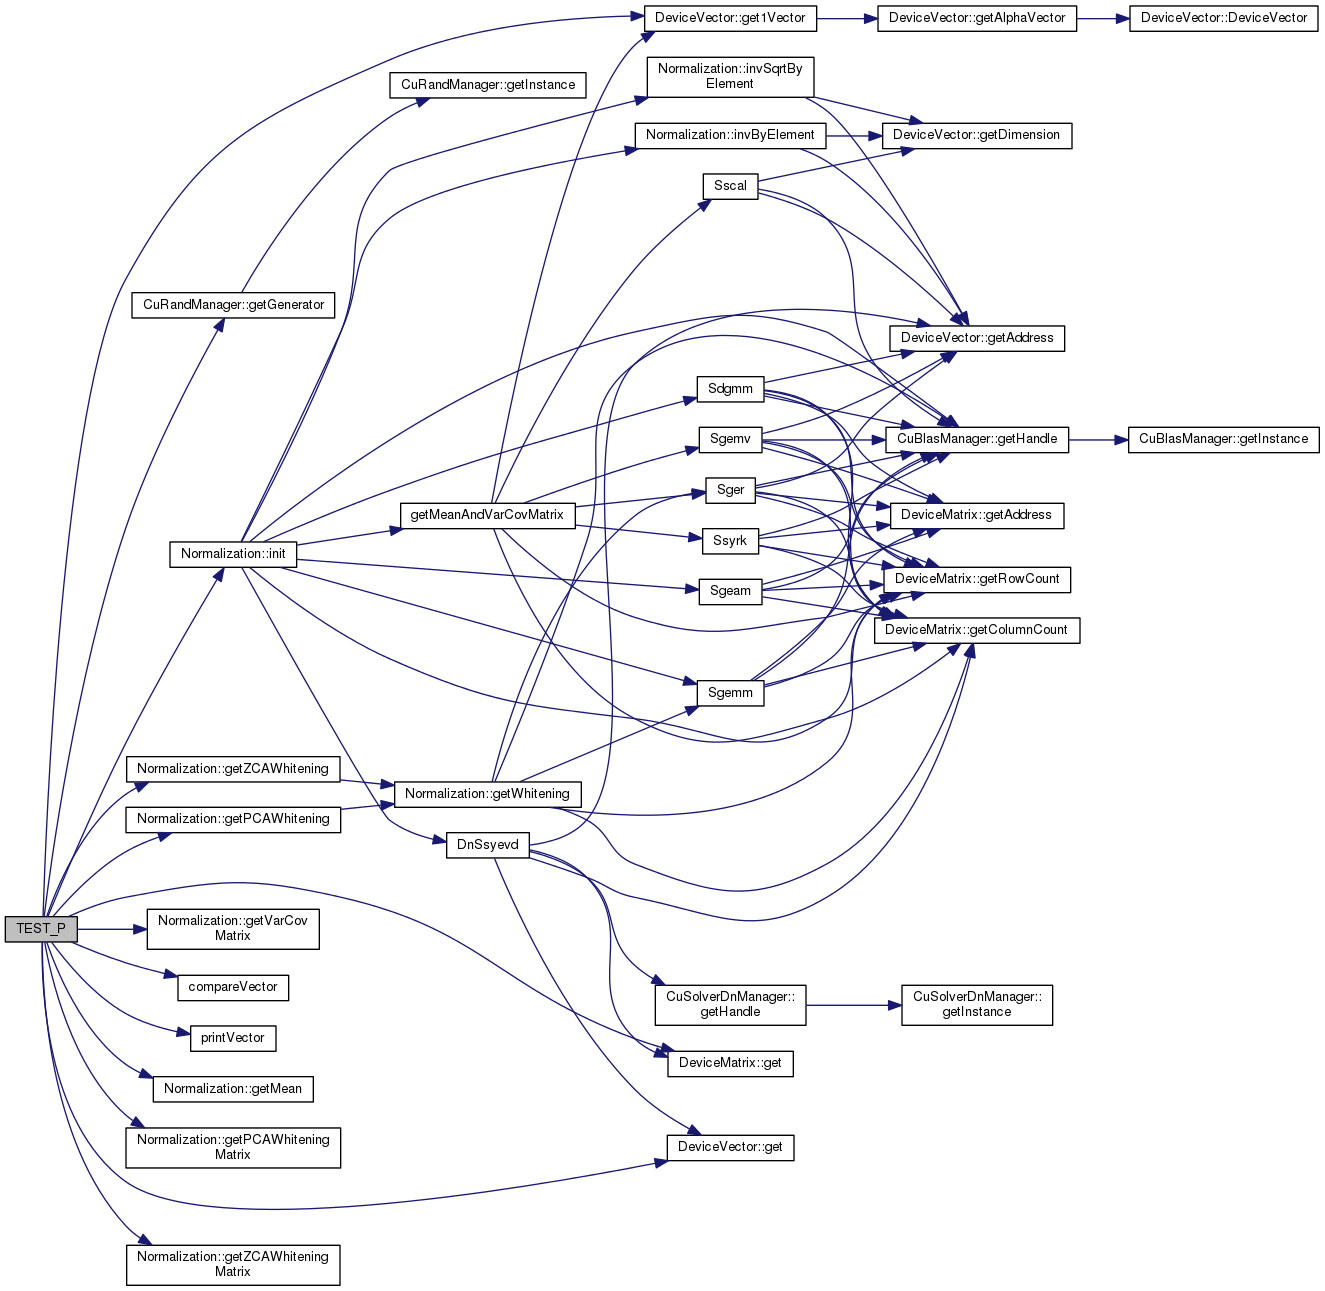 DeviceVector::get1Vector
DeviceVector::getAlphaVector
DeviceVector::DeviceVector
Normalization::invSqrtBy
Element
CuRandManager::getInstance
Normalization::invByElement
DeviceVector::getDimension
Sscal
CuRandManager::getGenerator
DeviceVector::getAddress
Sdgmm
Sgemv
CuBlasManager::getHandle
CuBlasManager::getInstance
Sger
getMeanAndVarCovMatrix
DeviceMatrix::getAddress
Ssyrk
Normalization::init
DeviceMatrix::getRowCount
Sgeam
DeviceMatrix::getColumnCount
Sgemm
Normalization::getZCAWhitening
Normalization::getWhitening
Normalization::getPCAWhitening
DnSsyevd
TEST_P
Normalization::getVarCov
Matrix
compareVector
CuSolverDnManager::
getHandle
CuSolverDnManager::
getInstance
printVector
DeviceMatrix::get
Normalization::getMean
Normalization::getPCAWhitening
Matrix
DeviceVector::get
Normalization::getZCAWhitening
Matrix